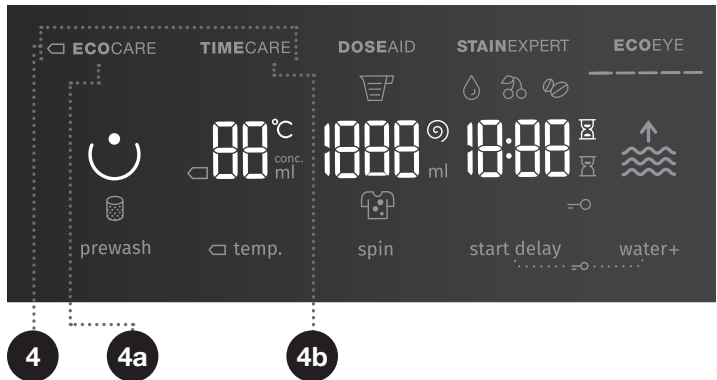 ECOCARE TIMECARE DOSEAID STAINEXPERT ECOEYE
88 °C 1888 18:88
conc.
ml ml
prewash temp. spin start delay water+
4 4a 4b